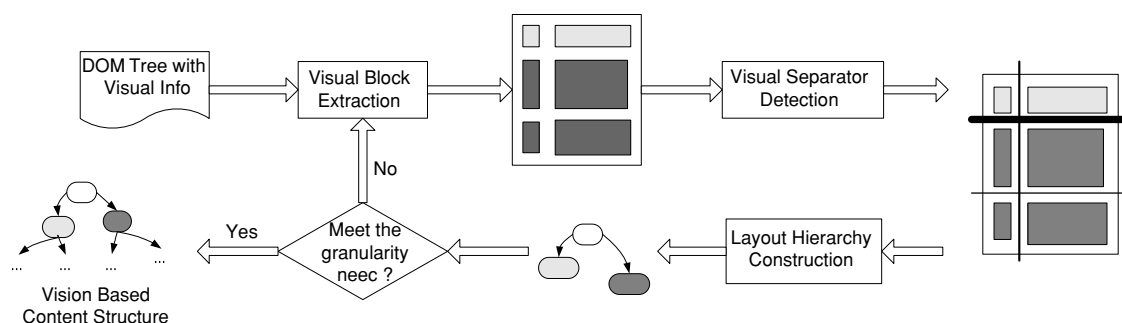 DOM Tree with
Visual Info
Visual Block
Extraction
Visual Separator
Detection
No
Yes
Meet the
granularity
neec ?
Layout Hierarchy
Construction
... ... ... ...
Vision Based
Content Structure